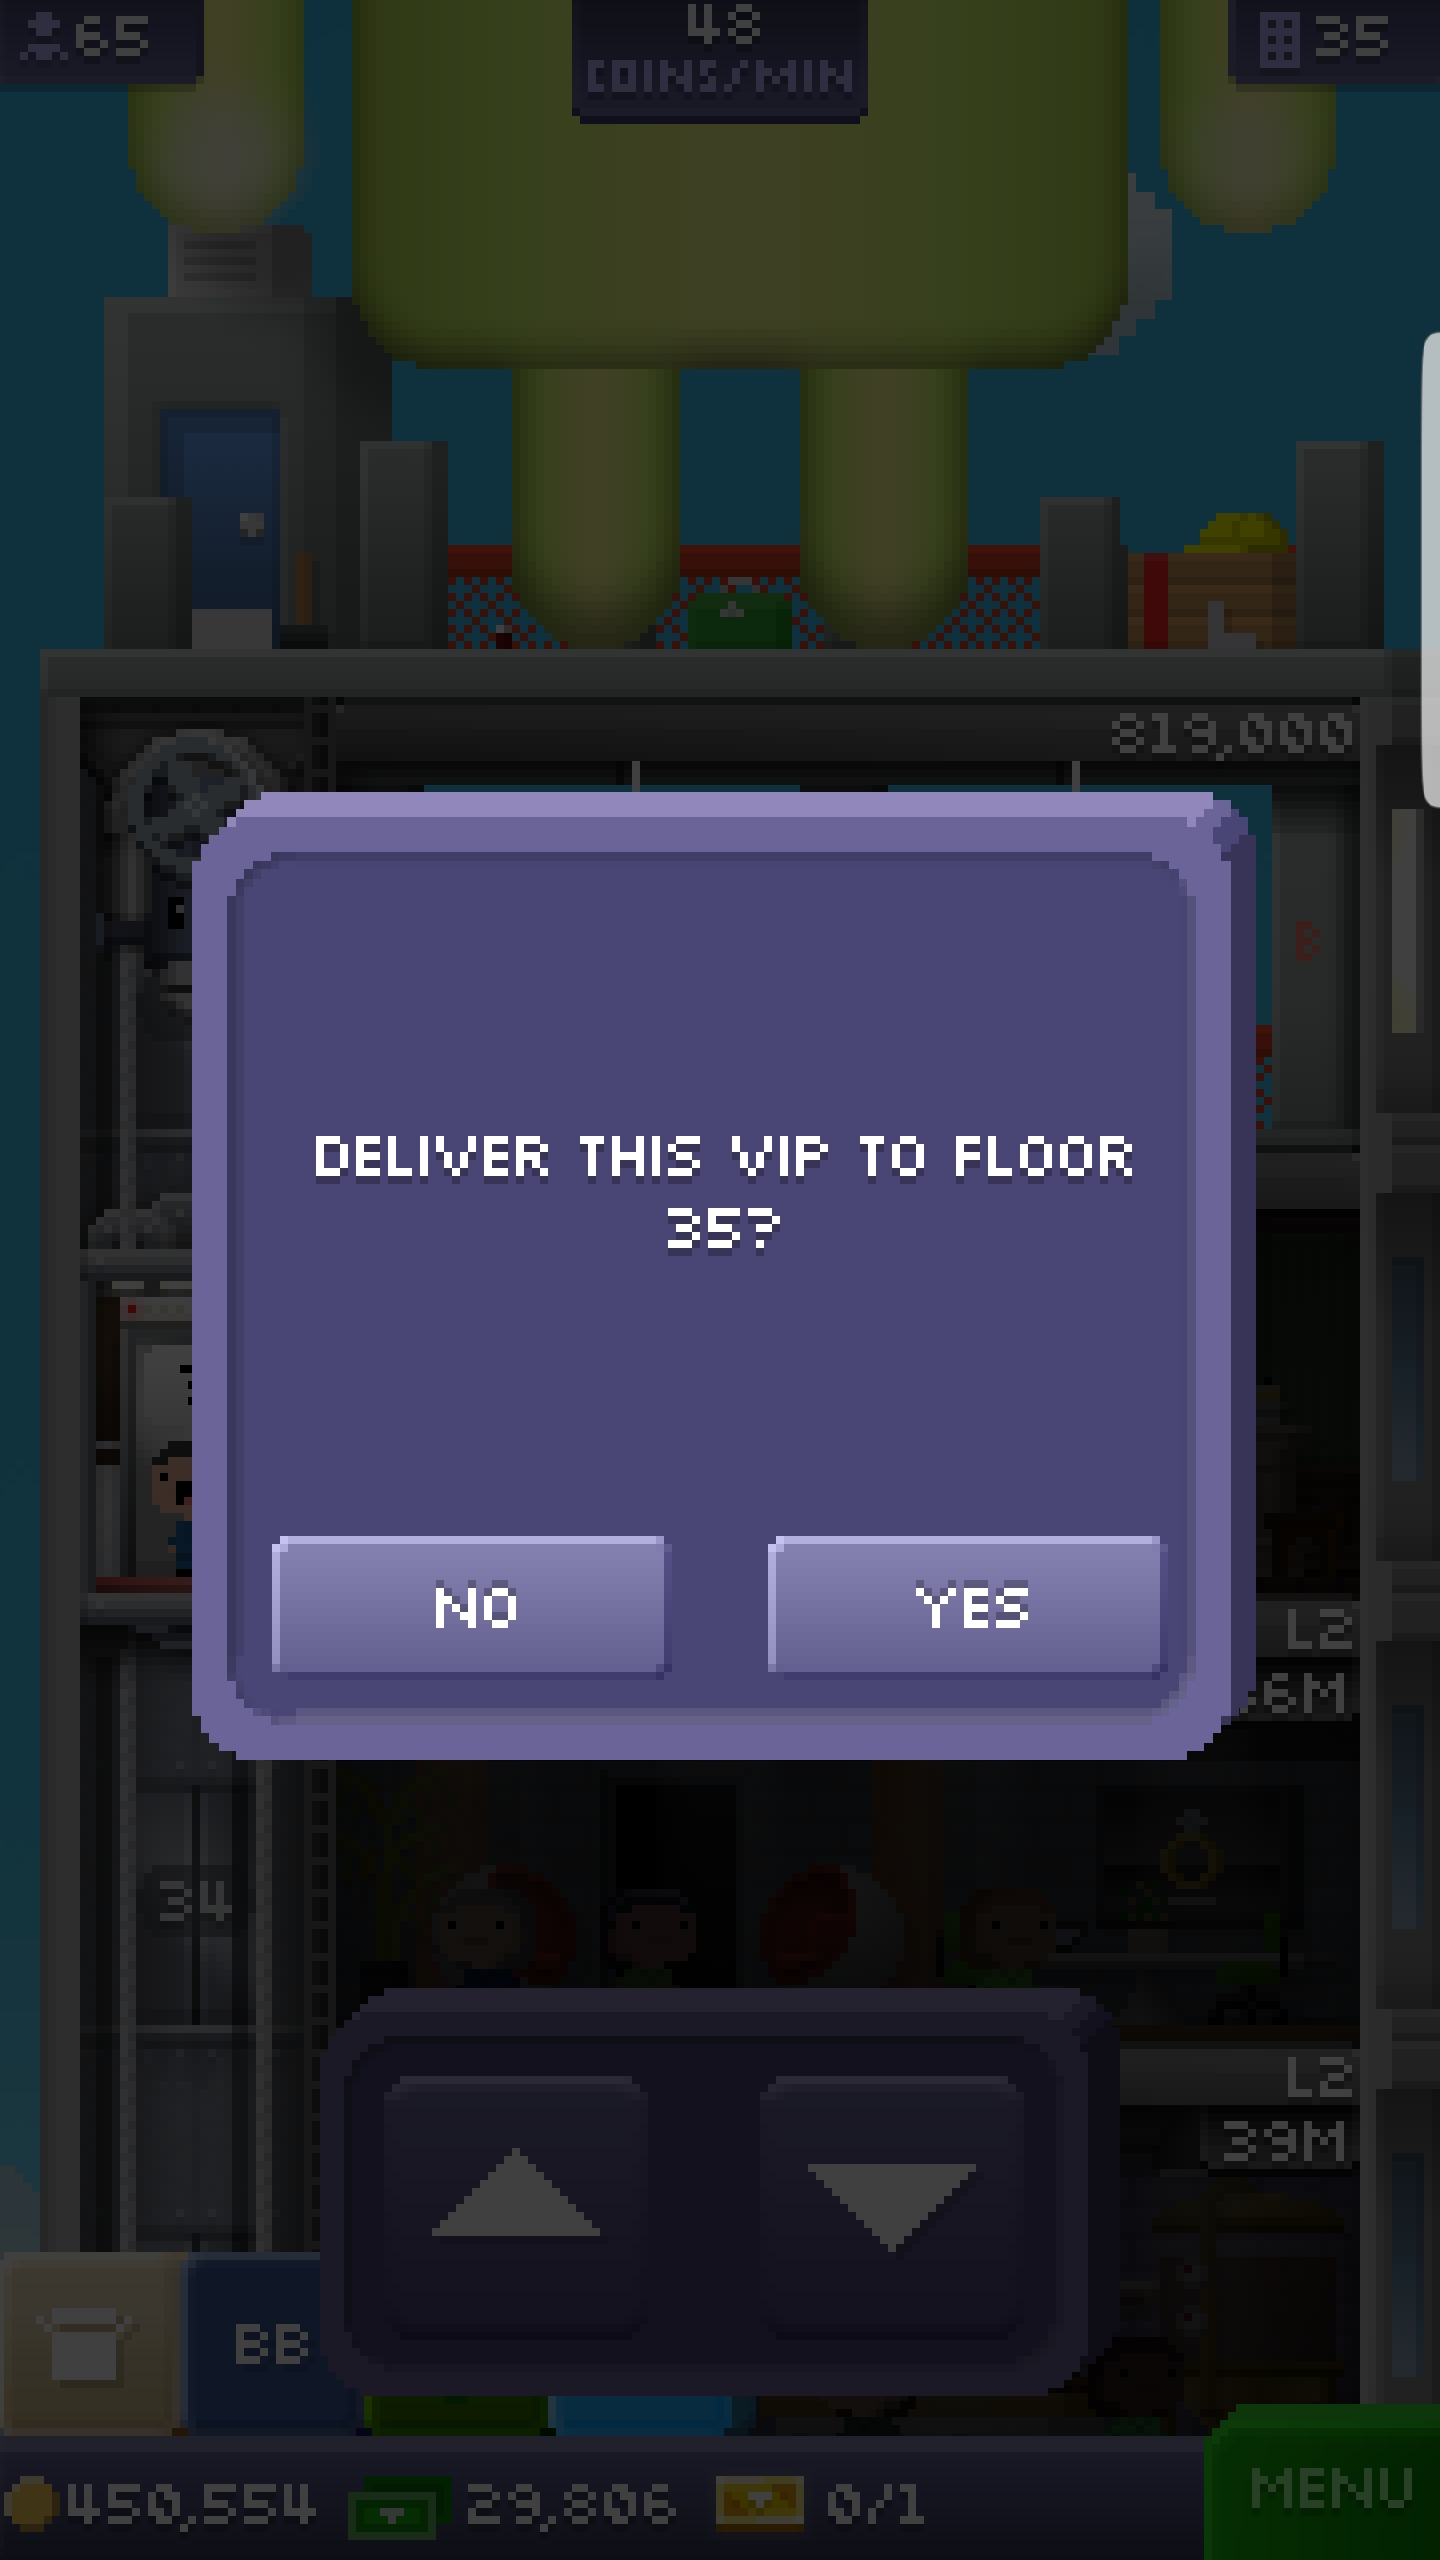 65
48
COINS/MIN
35
819,000
B
DELIVER THIS VIP TO FLOOR
35?
NO
YES
L2
6M
34
L2
39M
BB
450,554
29,806
0/1
MENU